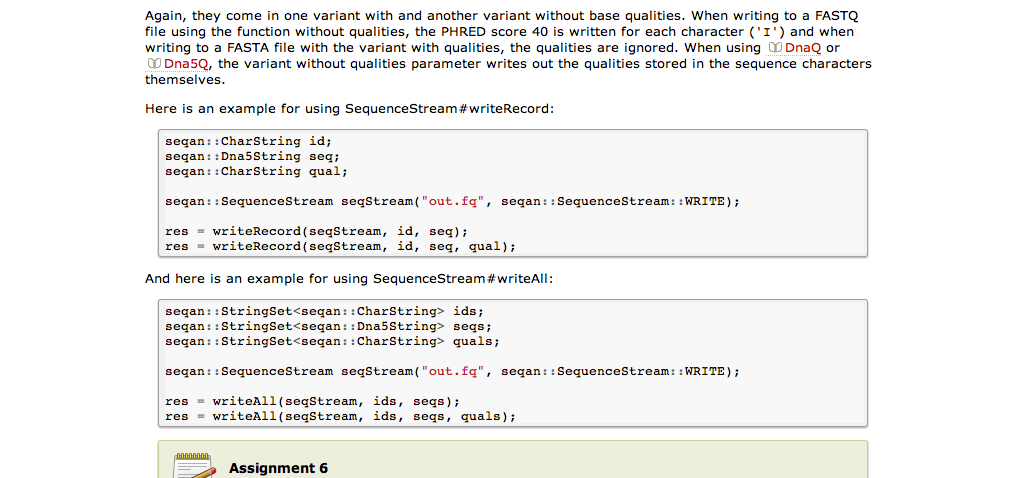 Again, they come in one variant with and another variant without base qualities. When writing to a FASTQ
file using the function without qualities, the PHRED score 40 is written for each character ('I') and when
writing to a FASTA file with the variant with qualities, the qualities are ignored. When using DnaQ or
Dna5Q, the variant without qualities parameter writes out the qualities stored in the sequence characters
themselves.
Here is an example for using SequenceStream#writeRecord:
seqan::CharString id;
seqan::Dna5String seq;
seqan::CharString qual;
seqan::SequenceStream seqStream("out.fq", seqan::SequenceStream::WRITE);
res = writeRecord(seqStream, id, seq);
res = writeRecord(seqStream, id, seq, qual);
And here is an example for using SequenceStream#writeAll:
seqan::StringSet<seqan::CharString> ids;
seqan::StringSet<seqan::Dna5String> seqs;
seqan::StringSet<seqan::CharString> quals;
seqan::SequenceStream seqStream("out.fq", seqan::SequenceStream::WRITE);
res = writeAll(seqStream, ids, seqs);
res = writeAll(seqStream, ids, seqs, quals);
Assignment 6